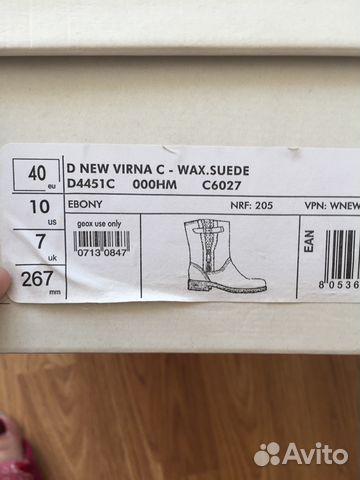 40 eu
10 us
7 uk
267 mm
D NEW VIRNA C - WAX.SUEDE
D4451C 000HM C6027
EBONY NRF: 205 VPN: WNEW
geox use only
0713 0847
EAN
8 0536
Avito